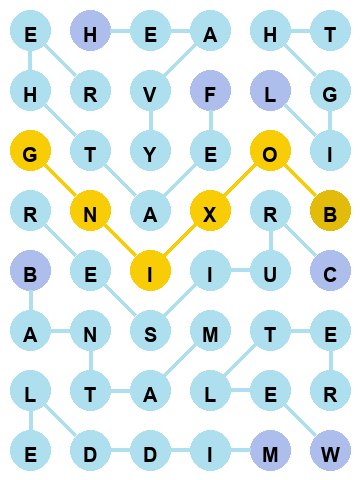 E H E A H T
H R V F L G
G T Y E O I
R N A X R B
B E I I U C
A N S M T E
L T A L E R
E D D I M W